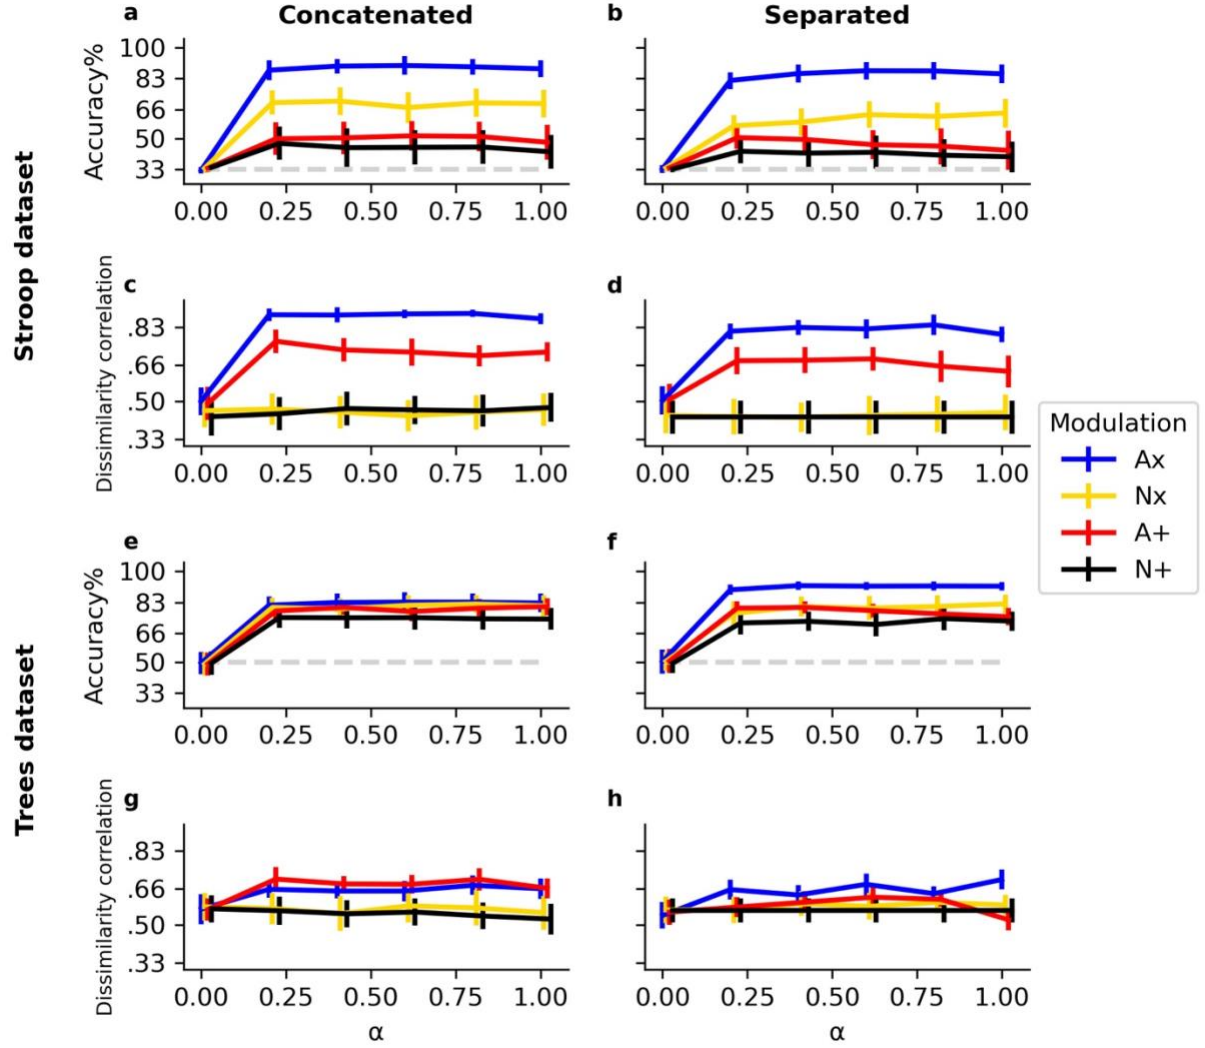 a Concatenated
b Separated
Stroop dataset
Accuracy%
100
83
66
50
33
0.00 0.25 0.50 0.75 1.00
0.00 0.25 0.50 0.75 1.00
c
d
Dissimilarity correlation
.83
.66
.50
.33
0.00 0.25 0.50 0.75 1.00
0.00 0.25 0.50 0.75 1.00
Modulation
Ax
Nx
A+
N+
Trees dataset
e
f
Accuracy%
100
83
66
50
33
0.00 0.25 0.50 0.75 1.00
0.00 0.25 0.50 0.75 1.00
g
h
Dissimilarity correlation
.83
.66
.50
.33
0.00 0.25 0.50 0.75 1.00
0.00 0.25 0.50 0.75 1.00
α
α